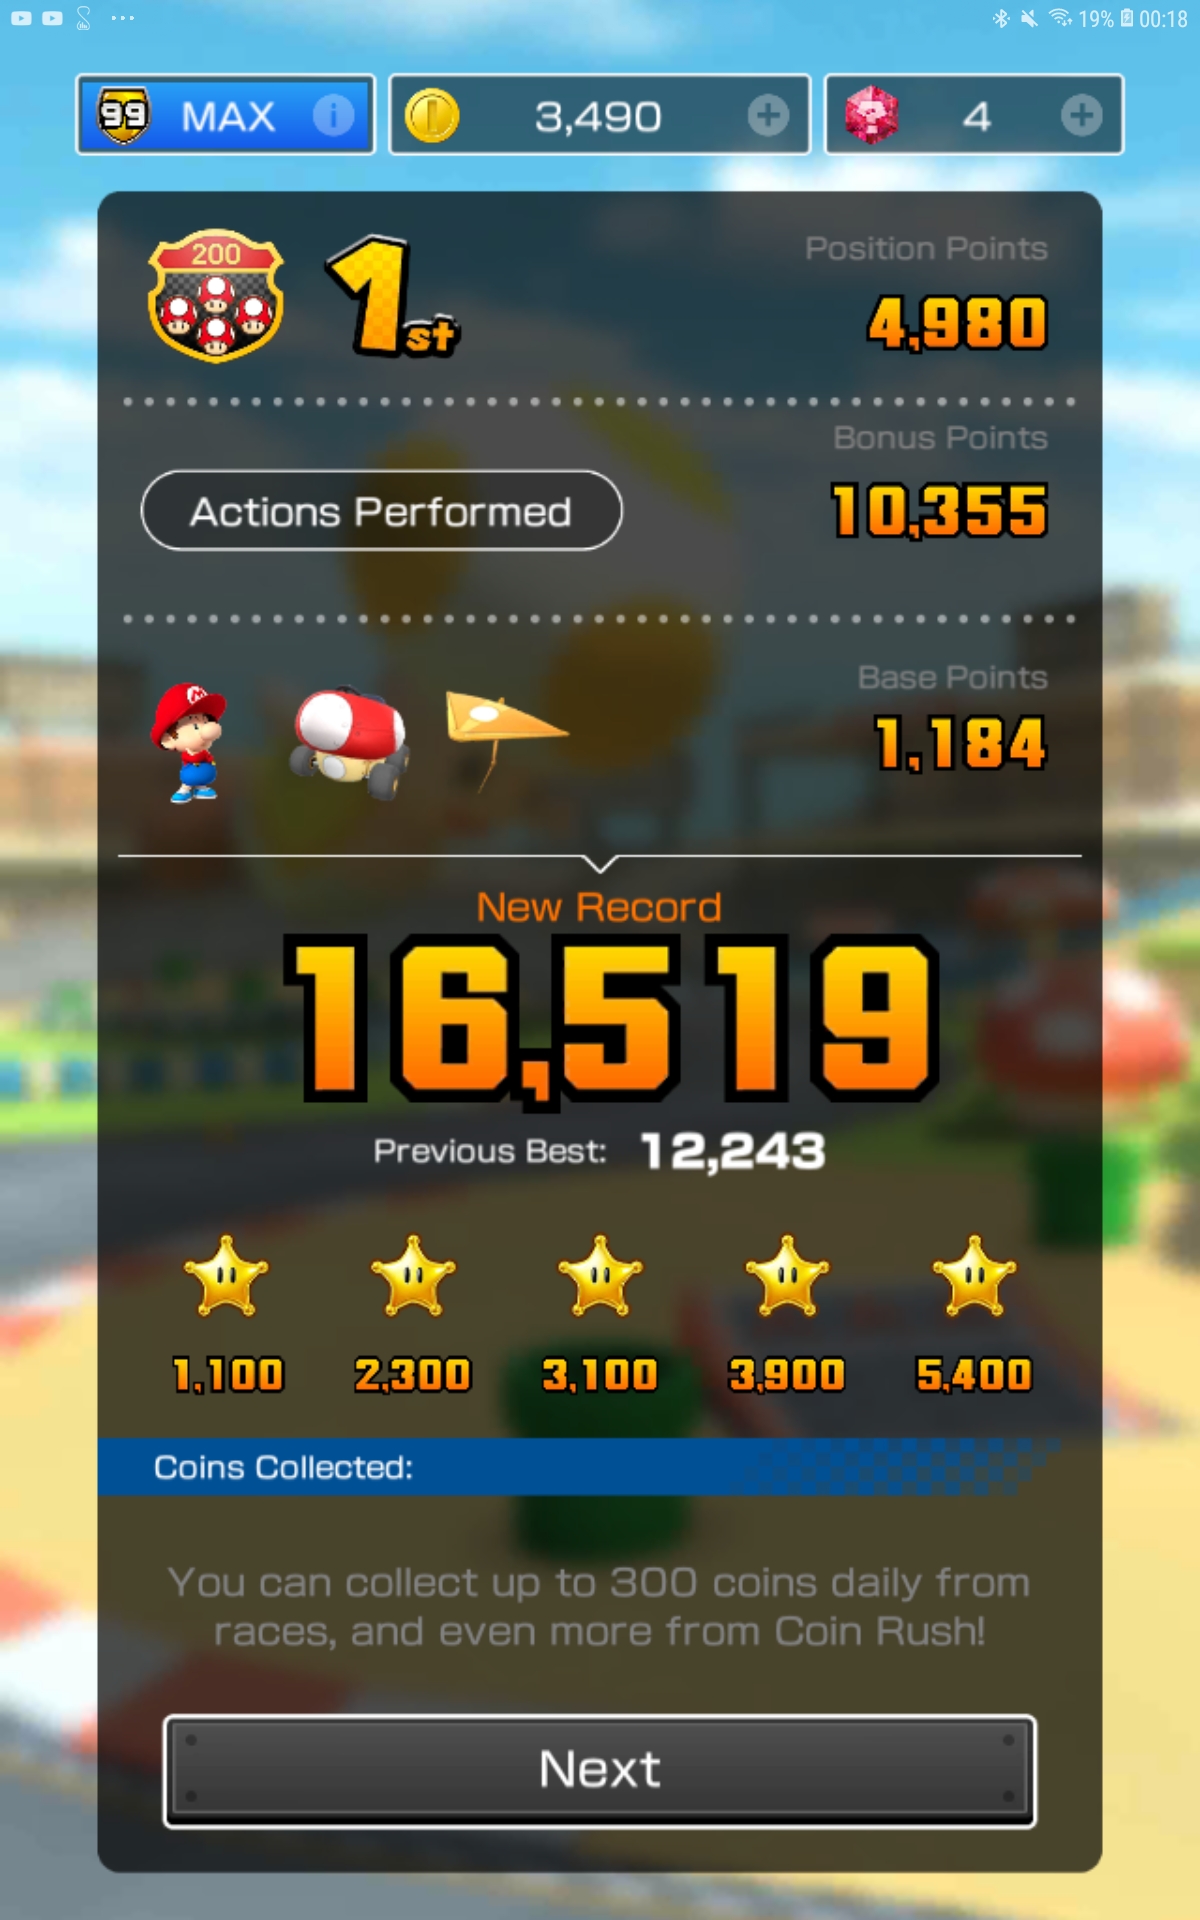 19% 00:18
99 MAX i 3,490 + 4 +
200
1st
Position Points
4,980
Bonus Points
Actions Performed
10,355
Base Points
1,184
New Record
16,519
Previous Best: 12,243
1,100 2,300 3,100 3,900 5,400
Coins Collected:
You can collect up to 300 coins daily from
races, and even more from Coin Rush!
Next